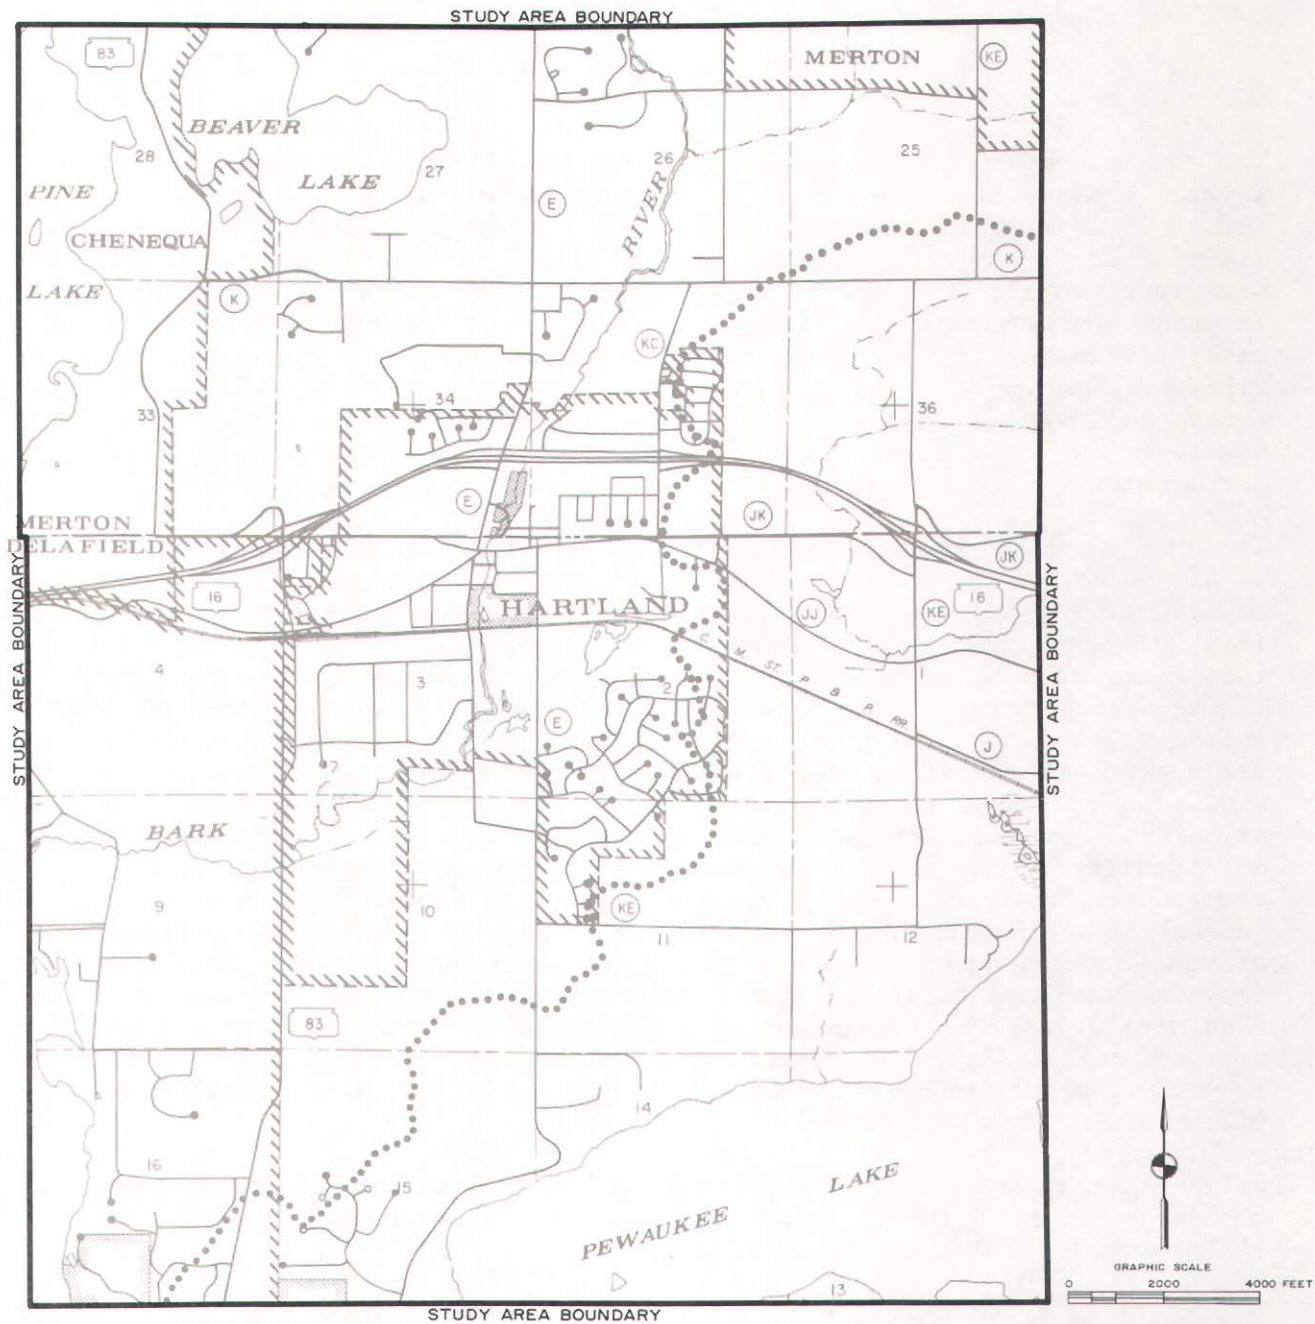 STUDY AREA BOUNDARY
83
MERTON
KE
BEAVER
28
LAKE
27
26
25
PINE
E
RIVER
CHENEQUA
K
LAKE
K
KC
34
33
36
E
JK
MERTON
DELAFIELD
JK
16
HARTLAND
JJ
KE
16
STUDY AREA BOUNDARY
STUDY AREA BOUNDARY
4
3
2
M. ST. P. & P. RR.
E
J
BARK
9
10
KE
11
12
83
14
16
15
LAKE
PEWAUKEE
13
GRAPHIC SCALE
0 2000 4000 FEET
STUDY AREA BOUNDARY